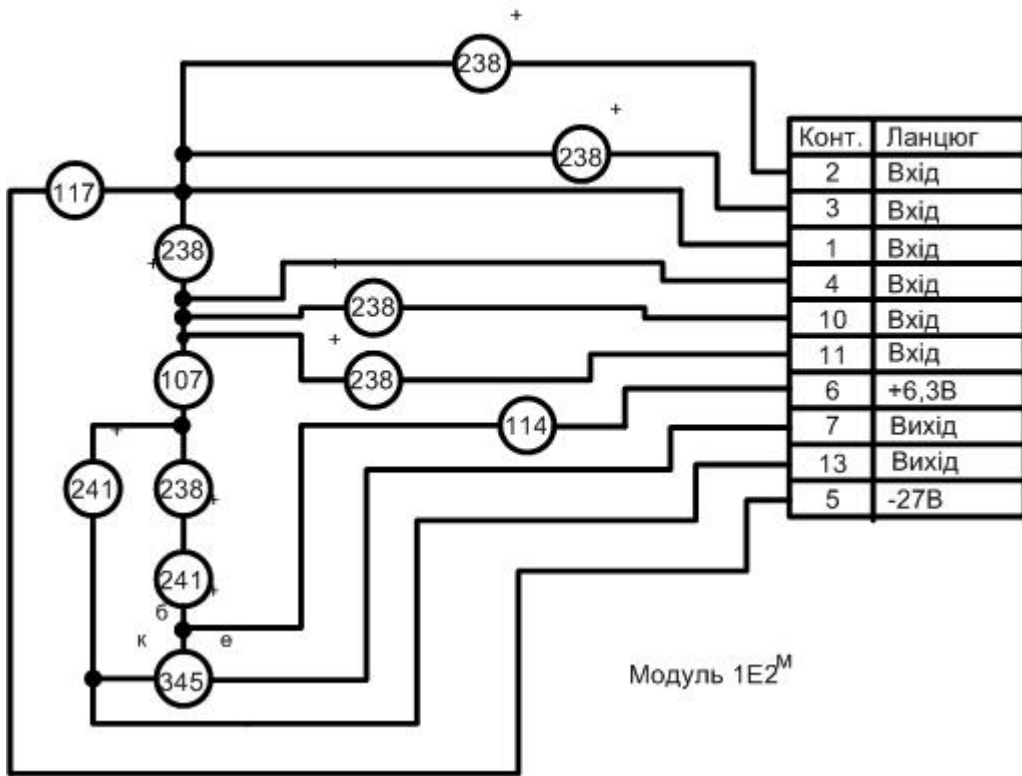 +
238
+
238
117
238
+
+
238
+
238
107
114
+
241
238
+
241
+
б
к е
345
Конт. Ланцюг
2 Вхід
3 Вхід
1 Вхід
4 Вхід
10 Вхід
11 Вхід
6 +6,3В
7 Вихід
13 Вихід
5 -27В
Модуль 1Е2М